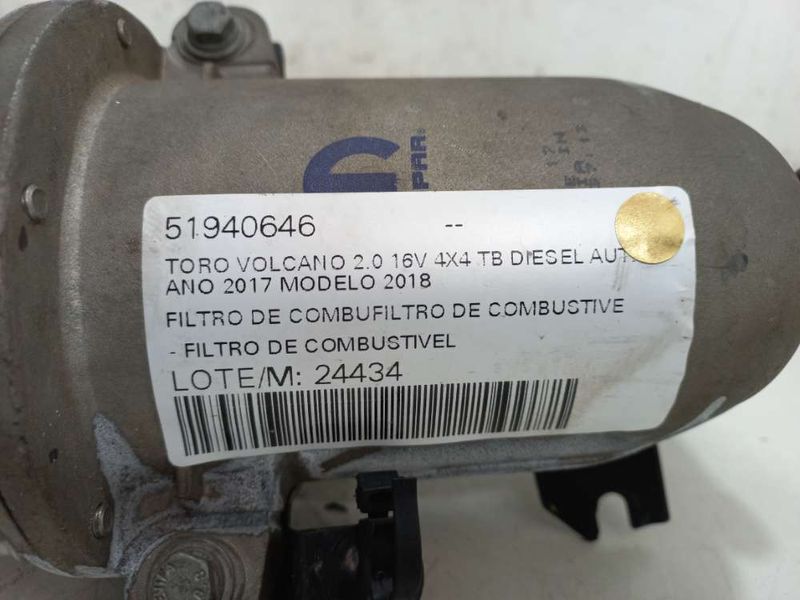 PAR®
51940646 --
TORO VOLCANO 2.0 16V 4X4 TB DIESEL AUT
ANO 2017 MODELO 2018
FILTRO DE COMBUFILTRO DE COMBUSTIVE
- FILTRO DE COMBUSTIVEL
LOTE/M: 24434